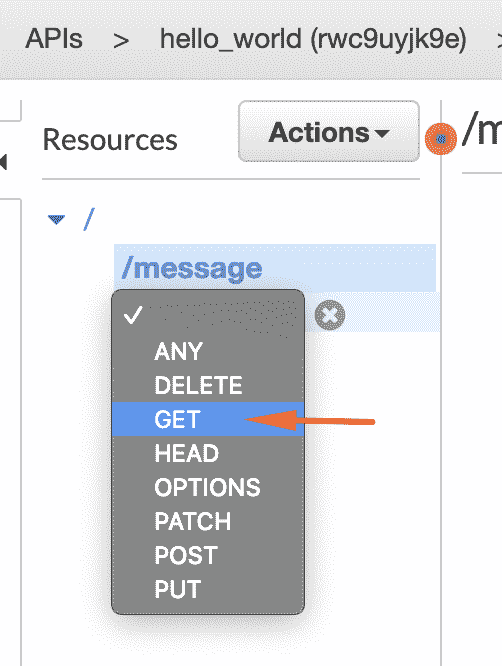 APIs > hello_world (rwc9uyjk9e) >
Resources
Actions
/m
/
/message
ANY
DELETE
GET
HEAD
OPTIONS
PATCH
POST
PUT